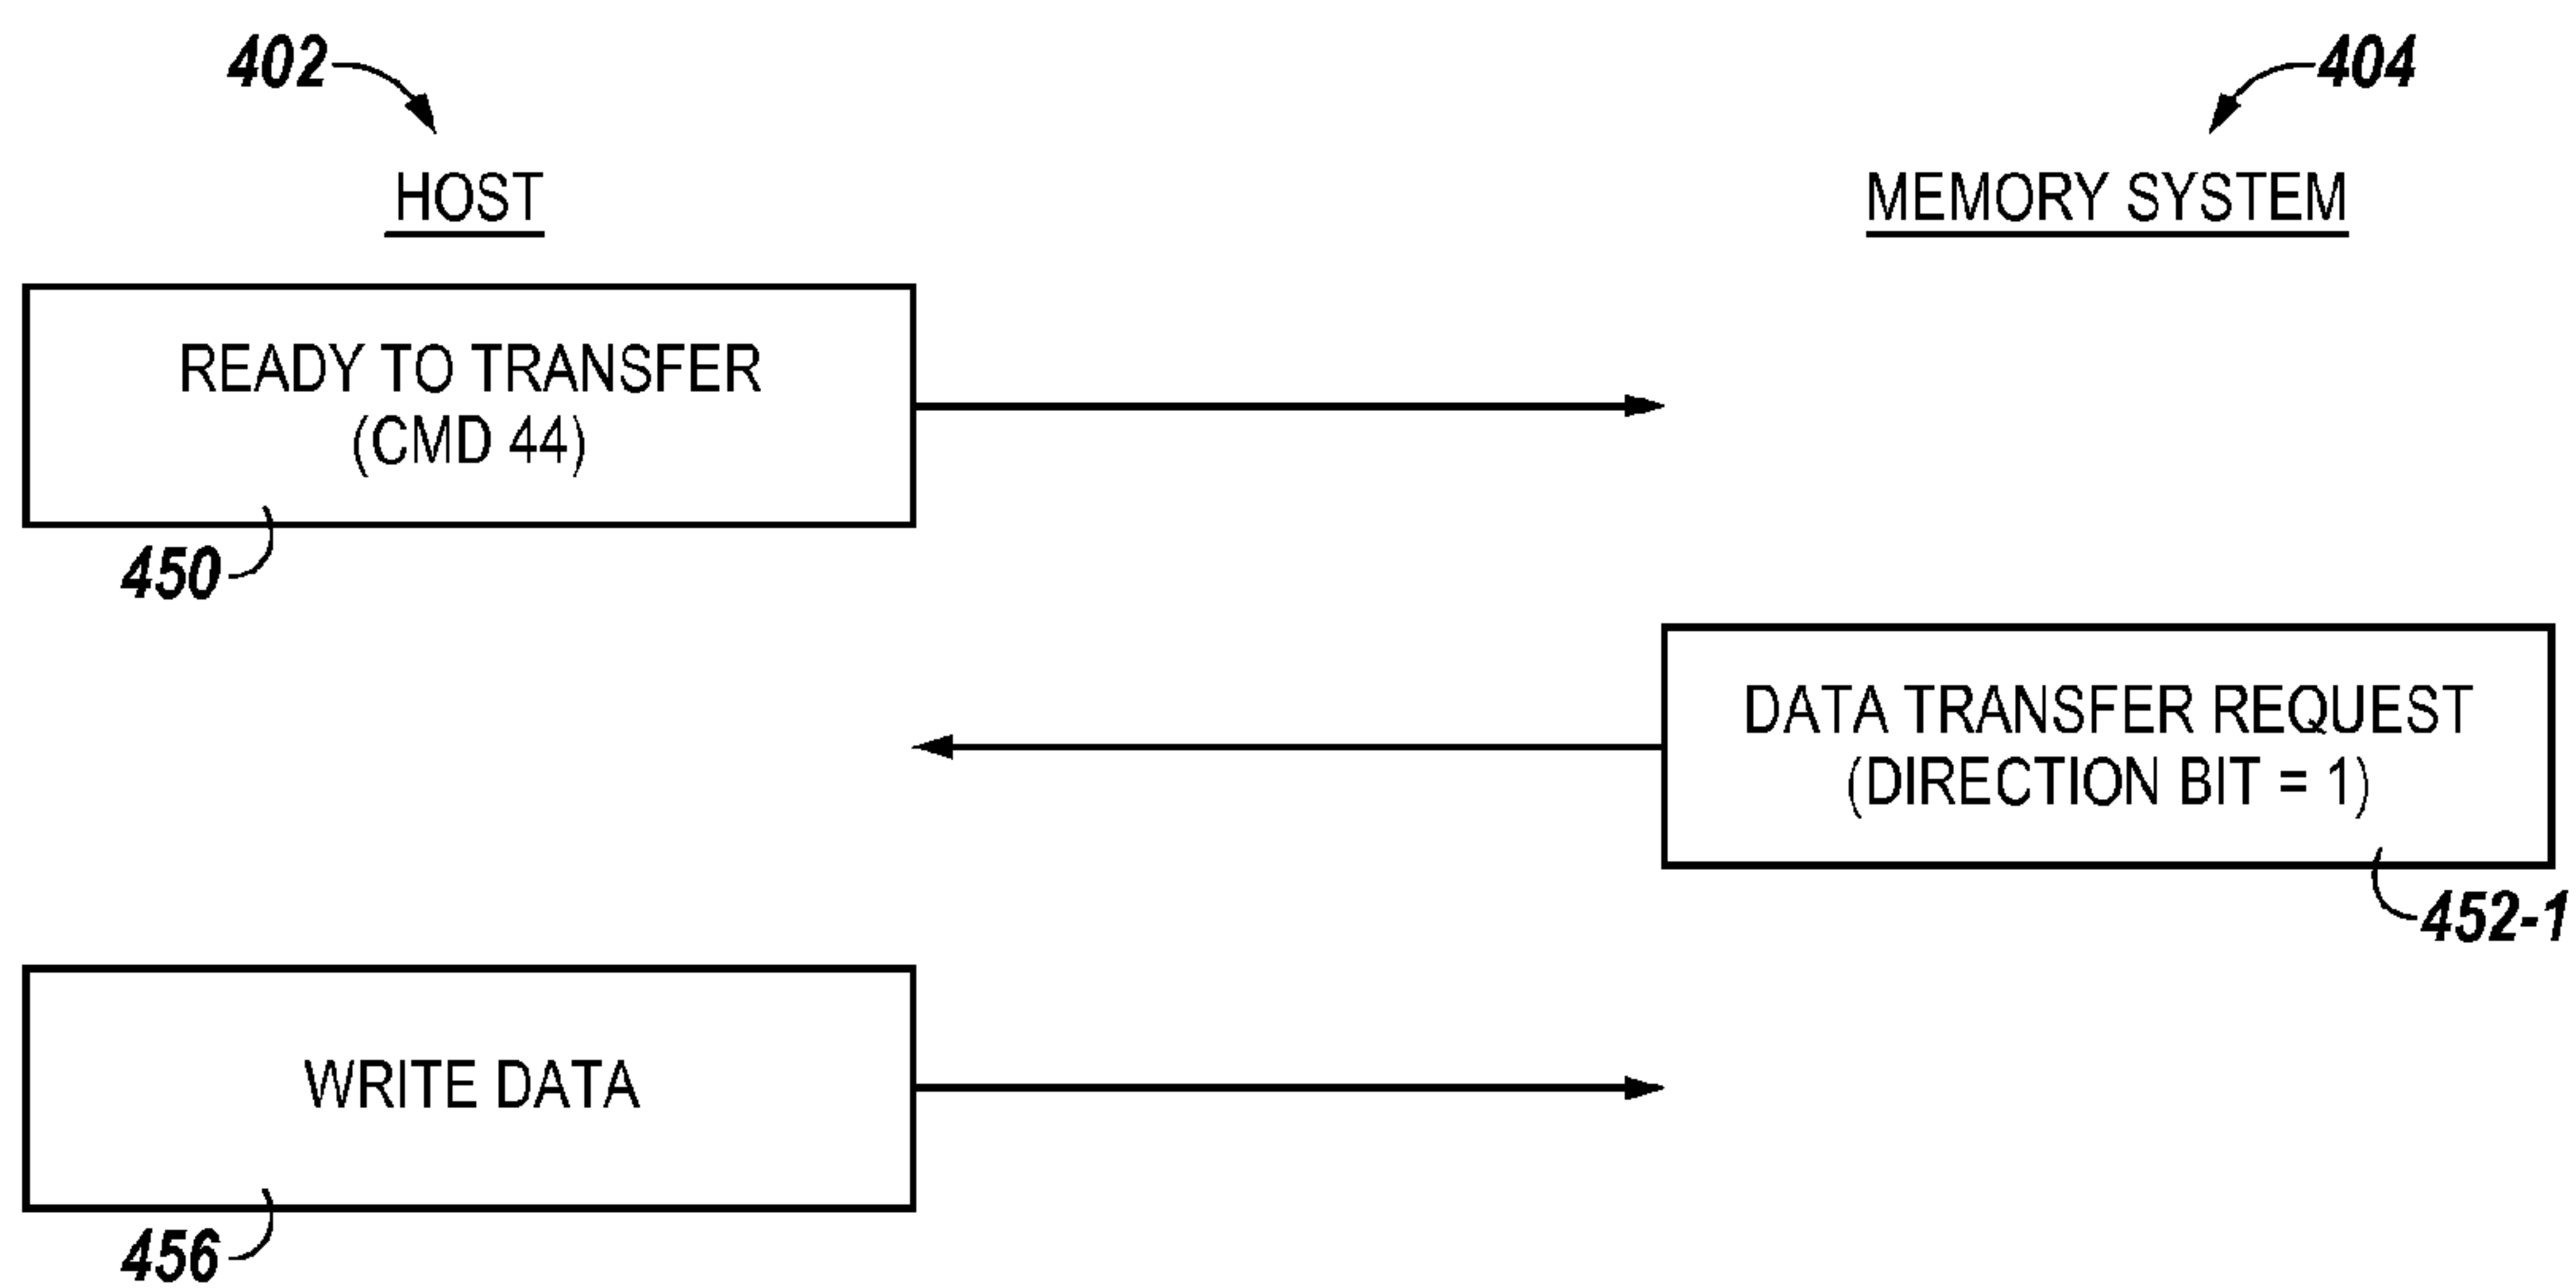 402
404
HOST
MEMORY SYSTEM
READY TO TRANSFER
(CMD 44)
450
DATA TRANSFER REQUEST
(DIRECTION BIT = 1)
452-1
WRITE DATA
456